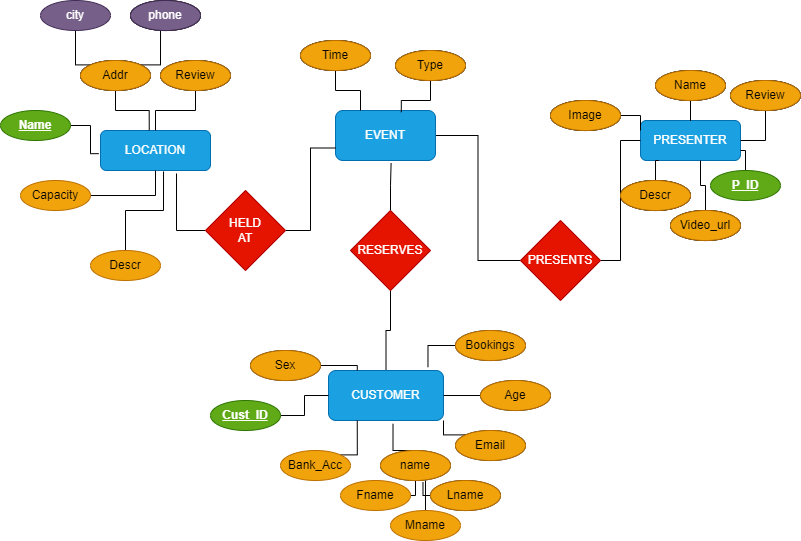 city
phone
Time
Type
Addr
Review
Name
Review
Image
Name
LOCATION
EVENT
PRESENTER
Capacity
Descr
P_ID
HELD
AT
Video_url
RESERVES
PRESENTS
Descr
Bookings
Sex
CUSTOMER
Age
Cust_ID
Email
Bank_Acc
name
Fname
Lname
Mname